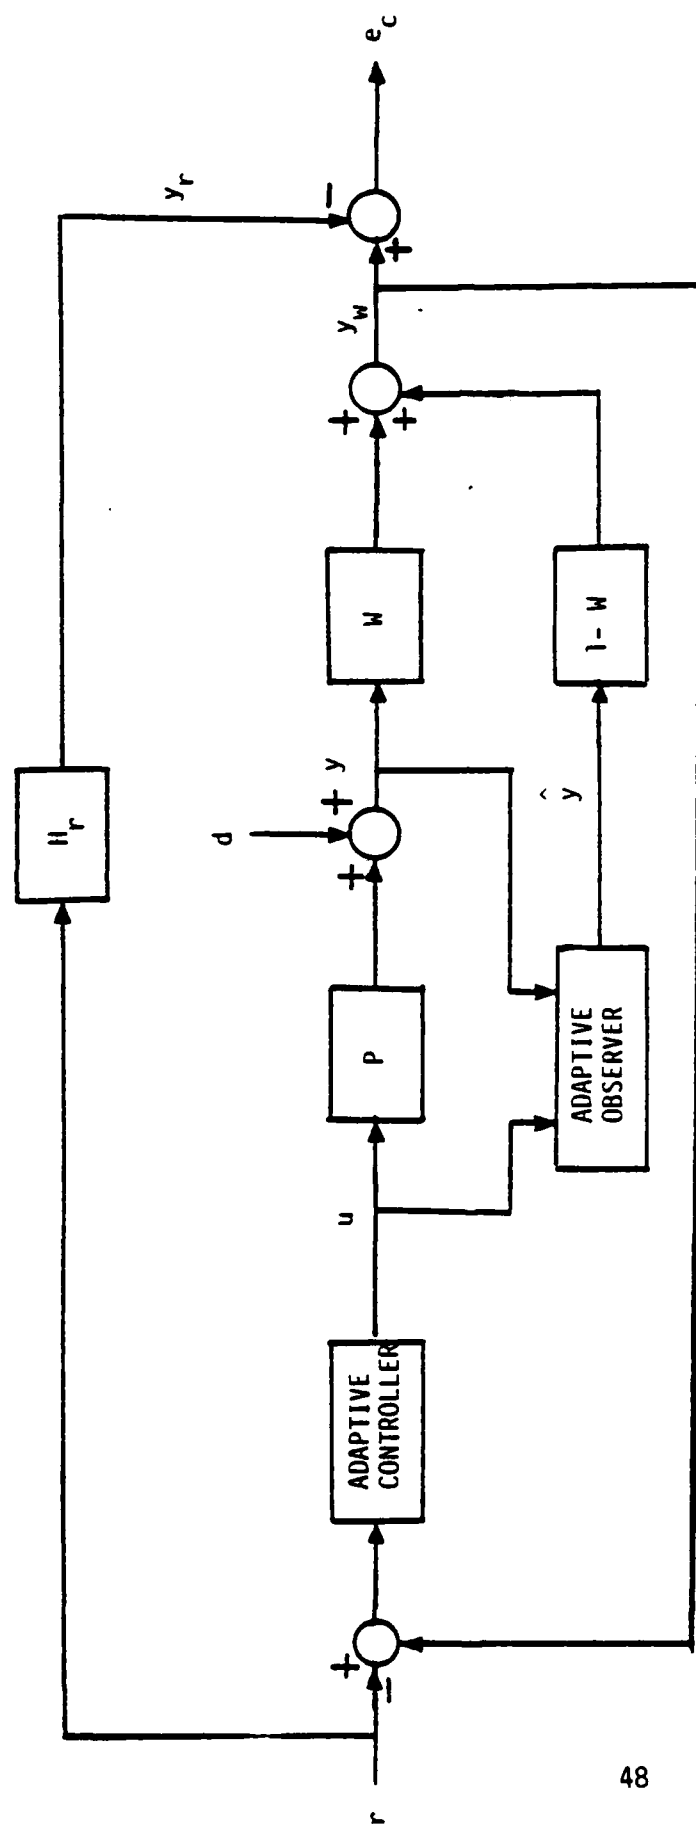 H_r
y_r
d
r
+
−
ADAPTIVE
CONTROLLER
u
P
+
+
y
W
+
+
y_w
+
−
e_c
ADAPTIVE
OBSERVER
ŷ
1- W
48